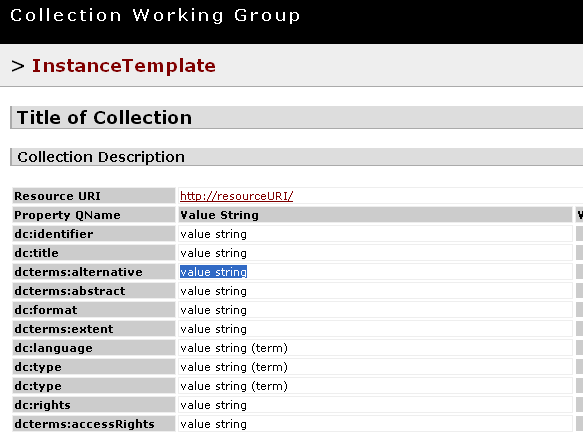 Collection Working Group
> InstanceTemplate
Title of Collection
Collection Description
Resource URI http://resourceURI/
Property QName Value String
dc:identifier value string
dc:title value string
dcterms:alternative value string
dcterms:abstract value string
dc:format value string
dcterms:extent value string
dc:language value string (term)
dc:type value string (term)
dc:type value string (term)
dc:rights value string
dcterms:accessRights value string